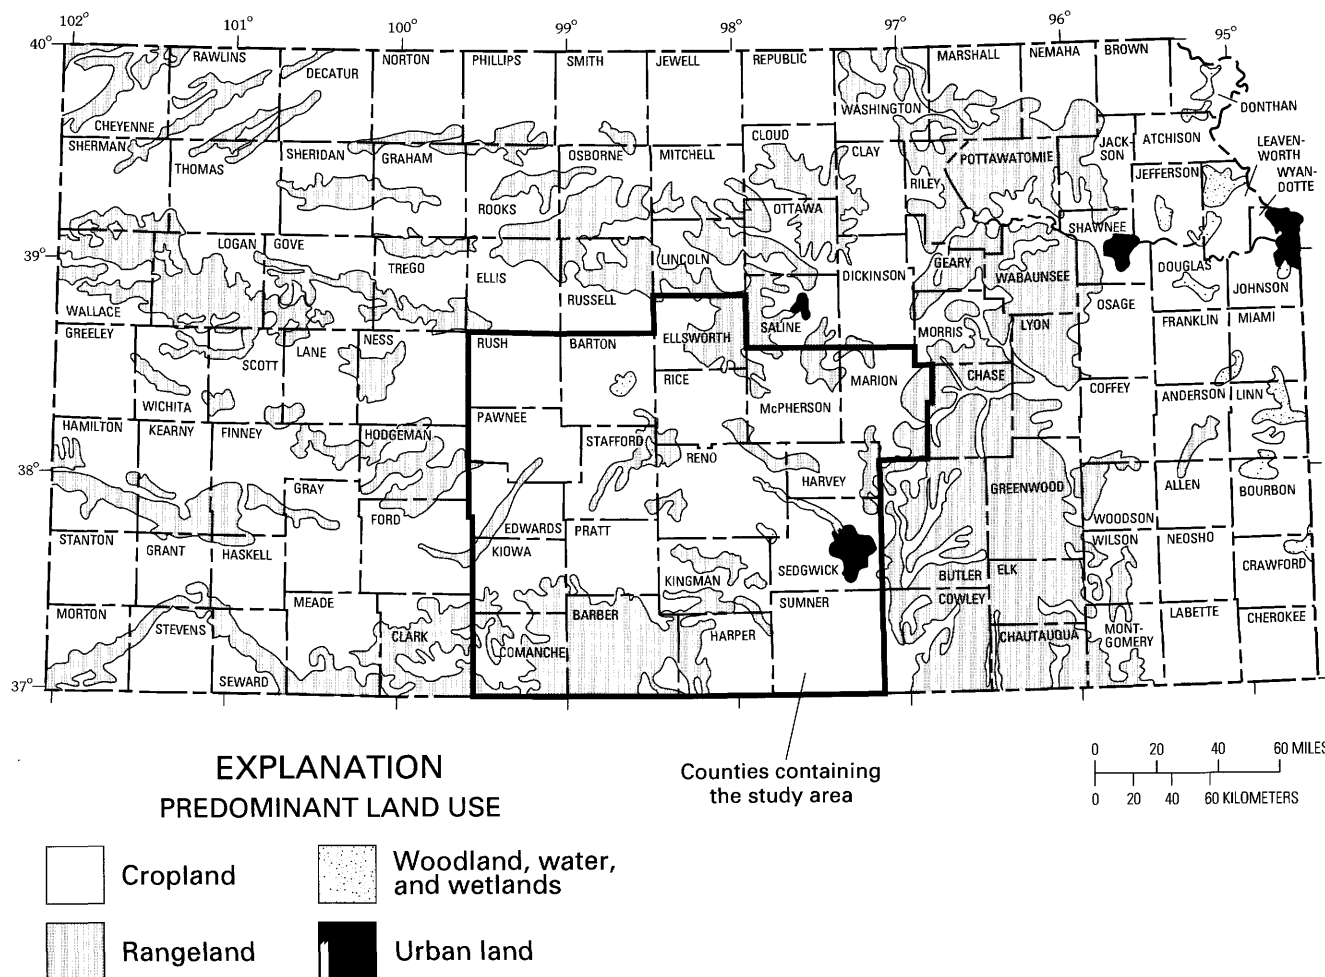 102° 101° 100° 99° 98° 97° 96° 95°
40°
RAWLINS DECATUR NORTON PHILLIPS SMITH JEWELL REPUBLIC WASHINGTON MARSHALL NEMAHA BROWN DONTHAN
CHEYENNE
SHERMAN THOMAS SHERIDAN GRAHAM ROOKS OSBORNE MITCHELL CLOUD CLAY RILEY POTTAWATOMIE JACK-
SON ATCHISON JEFFERSON LEAVEN-
WORTH WYAN-
DOTTE
OTTAWA SHAWNEE
39°
WALLACE LOGAN GOVE TREGO ELLIS RUSSELL LINCOLN SALINE DICKINSON GEARY WABAUNSEE DOUGLAS JOHNSON
OSAGE
GREELEY WICHITA SCOTT LANE NESS RUSH BARTON ELLSWORTH MORRIS LYON FRANKLIN MIAMI
RICE McPHERSON MARION CHASE COFFEY ANDERSON LINN
HAMILTON KEARNY FINNEY HODGEMAN PAWNEE STAFFORD RENO HARVEY
38°
GRAY FORD EDWARDS PRATT GREENWOOD WOODSON ALLEN BOURBON
STANTON GRANT HASKELL KIOWA KINGMAN SEDGWICK BUTLER ELK WILSON NEOSHO CRAWFORD
MORTON STEVENS MEADE CLARK BARBER HARPER SUMNER COWLEY CHAUTAUQUA MONT-
GOMERY LABETTE CHEROKEE
COMANCHE
SEWARD
37°
Counties containing
the study area
0 20 40 60 MILES
0 20 40 60 KILOMETERS
EXPLANATION
PREDOMINANT LAND USE
Cropland
Woodland, water,
and wetlands
Rangeland
Urban land